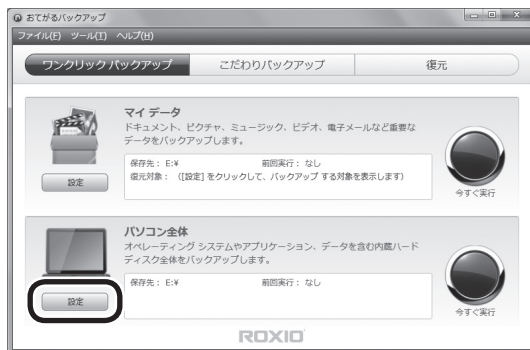 おてがるバックアップ
ファイル(F) ツール(T) ヘルプ(H)
ワンクリック バックアップ こだわりバックアップ 復元
マイ データ
ドキュメント、ピクチャ、ミュージック、ビデオ、電子メールなど重要な
データをバックアップします。
保存先： E:¥ 前回実行： なし
復元対象： （[設定] をクリックして、バックアップ する対象を表示します）
設定
今すぐ実行
パソコン全体
オペレーティング システムやアプリケーション、データを含む内蔵ハード
ディスク全体をバックアップします。
保存先： E:¥ 前回実行： なし
設定
今すぐ実行
ROXIO